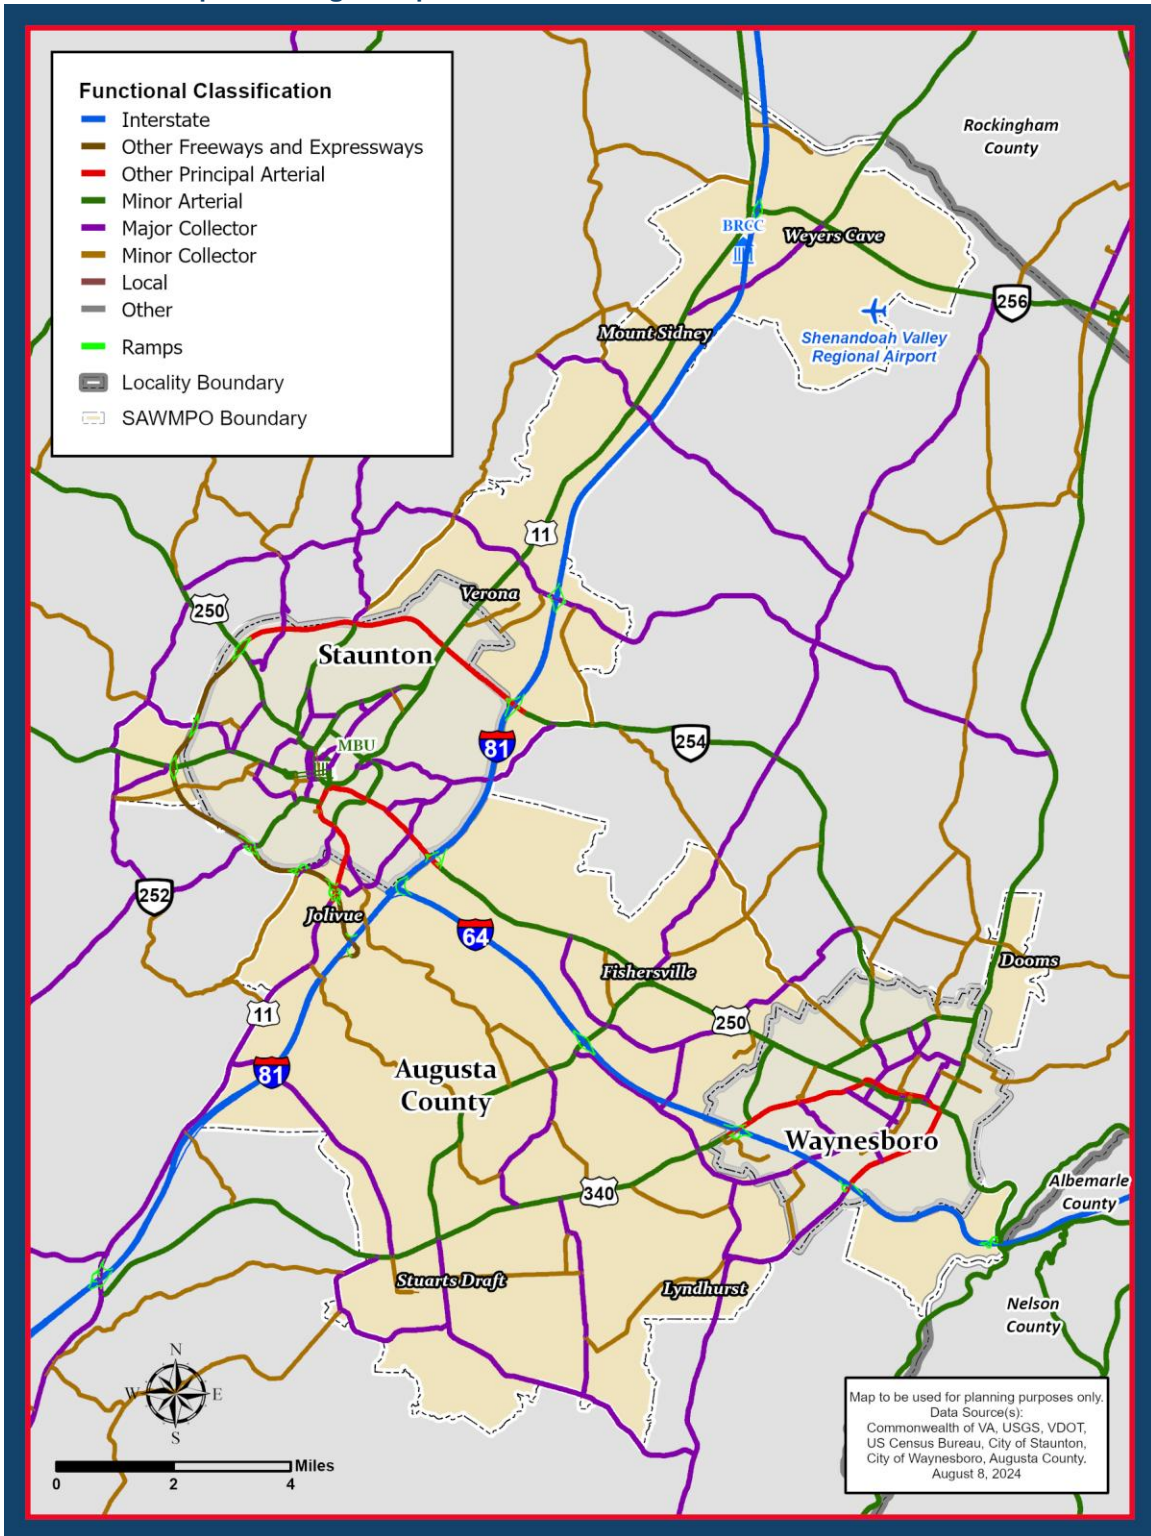 Functional Classification
Interstate
Other Freeways and Expressways
Other Principal Arterial
Minor Arterial
Major Collector
Minor Collector
Local
Other
Ramps
Locality Boundary
SAWMPO Boundary
Rockingham
County
BRCC
Weyers Cave
256
Mount Sidney
Shenandoah Valley
Regional Airport
11
Verona
250
Staunton
81
254
MBU
252
Jolivue
64
Fishersville
Dooms
11
250
81
Augusta
County
Waynesboro
340
Albemarle
County
Stuarts Draft
Lyndhurst
Nelson
County
N
W
E
S
Miles
0
2
4
Map to be used for planning purposes only.
Data Source(s):
Commonwealth of VA, USGS, VDOT,
US Census Bureau, City of Staunton,
City of Waynesboro, Augusta County.
August 8, 2024